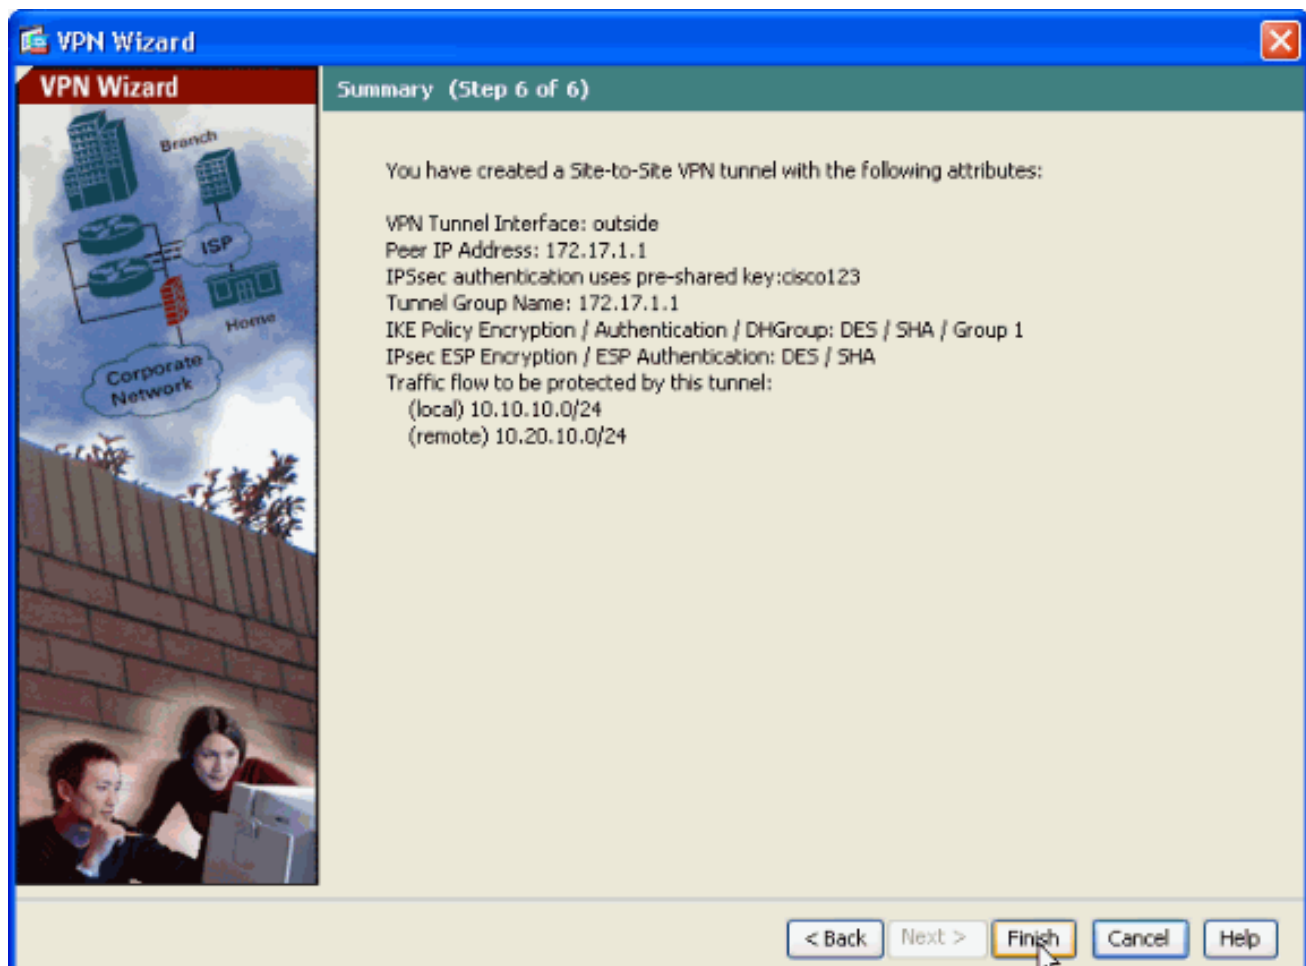 VPN Wizard
VPN Wizard
Summary (Step 6 of 6)
Branch
ISP
Home
Corporate
Network
You have created a Site-to-Site VPN tunnel with the following attributes:
VPN Tunnel Interface: outside
Peer IP Address: 172.17.1.1
IPSsec authentication uses pre-shared key:cisco123
Tunnel Group Name: 172.17.1.1
IKE Policy Encryption / Authentication / DHGroup: DES / SHA / Group 1
IPsec ESP Encryption / ESP Authentication: DES / SHA
Traffic flow to be protected by this tunnel:
(local) 10.10.10.0/24
(remote) 10.20.10.0/24
< Back Next > Finish Cancel Help